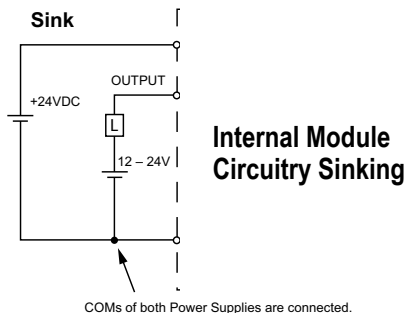 Sink
OUTPUT
+24VDC
L
12 – 24V
Internal Module
Circuitry Sinking
COMs of both Power Supplies are connected.